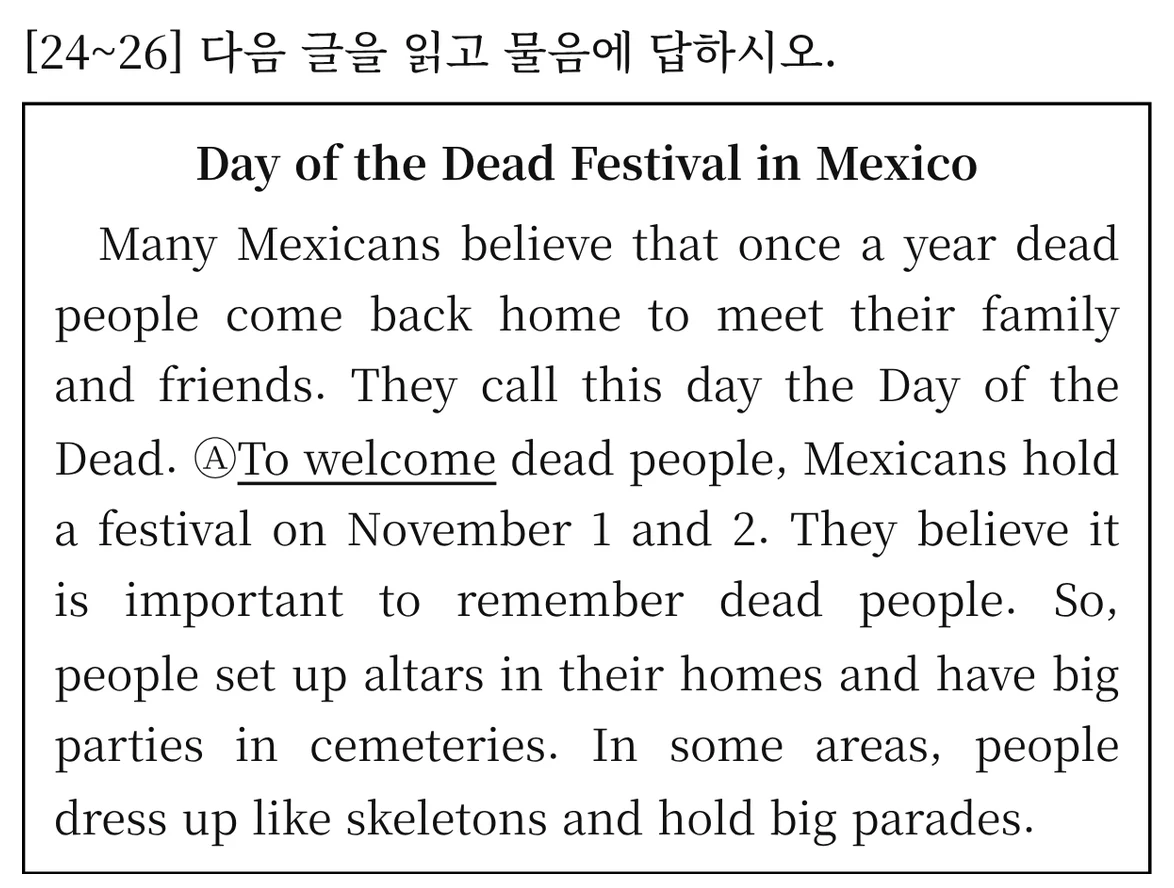 [24~26] 다음 글을 읽고 물음에 답하시오.
Day of the Dead Festival in Mexico
Many Mexicans believe that once a year dead
people come back home to meet their family
and friends. They call this day the Day of the
Dead. ⒶTo welcome dead people, Mexicans hold
a festival on November 1 and 2. They believe it
is important to remember dead people. So,
people set up altars in their homes and have big
parties in cemeteries. In some areas, people
dress up like skeletons and hold big parades.